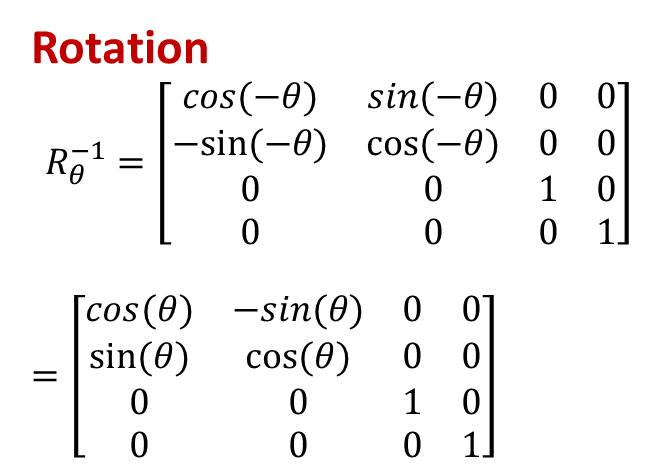 Rotation
R_θ^{-1} = [ cos(−θ) sin(−θ) 0 0
−sin(−θ) cos(−θ) 0 0
0 0 1 0
0 0 0 1 ]
= [ cos(θ) −sin(θ) 0 0
sin(θ) cos(θ) 0 0
0 0 1 0
0 0 0 1 ]